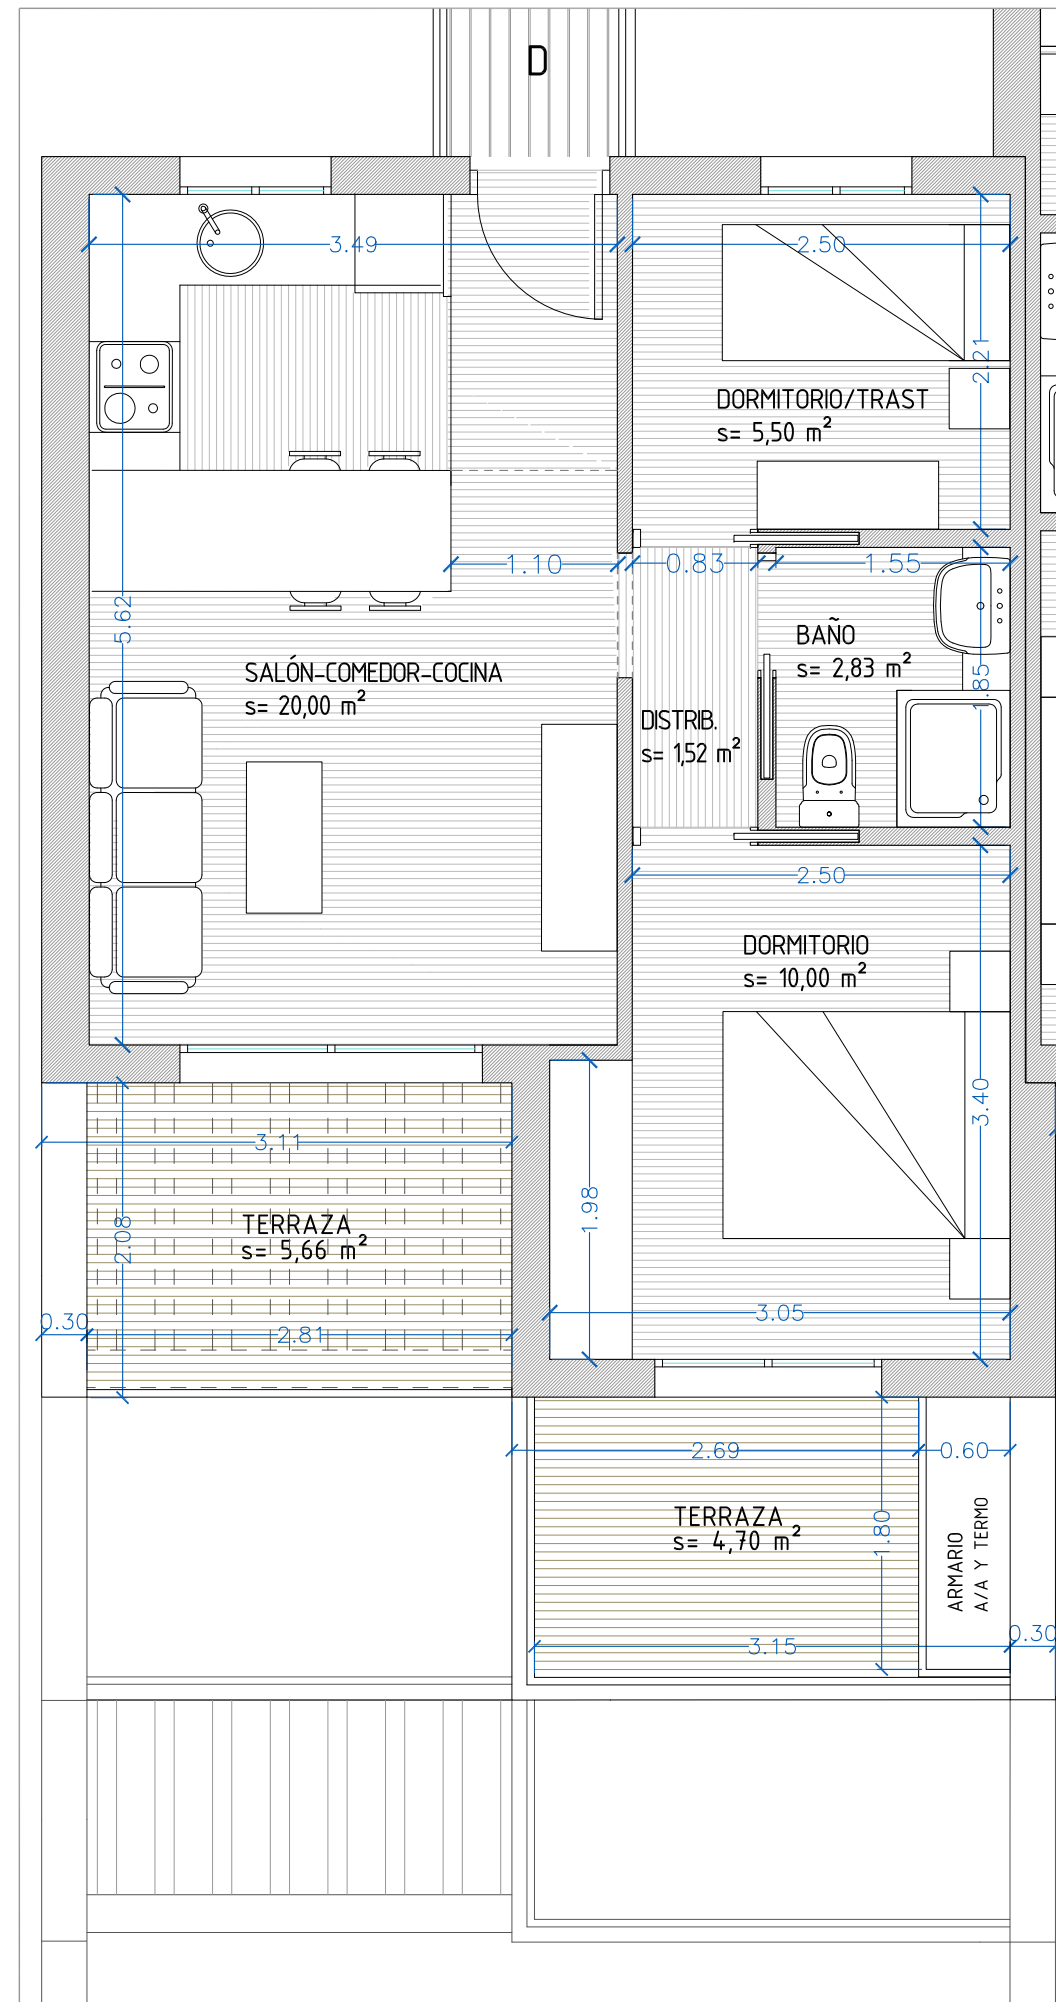 D
3.49
2.50
2.21
DORMITORIO/TRAST
s= 5,50 m²
1.10
0.83
1.55
5.62
BAÑO
s= 2,83 m²
1.85
SALÓN-COMEDOR-COCINA
s= 20,00 m²
DISTRIB.
s= 1,52 m²
2.50
DORMITORIO
s= 10,00 m²
3.40
3.11
1.98
TERRAZA
s= 5,66 m²
2.08
0.30
2.81
3.05
2.69
0.60
TERRAZA
s= 4,70 m²
1.80
ARMARIO
A/A Y TERMO
3.15
0.30